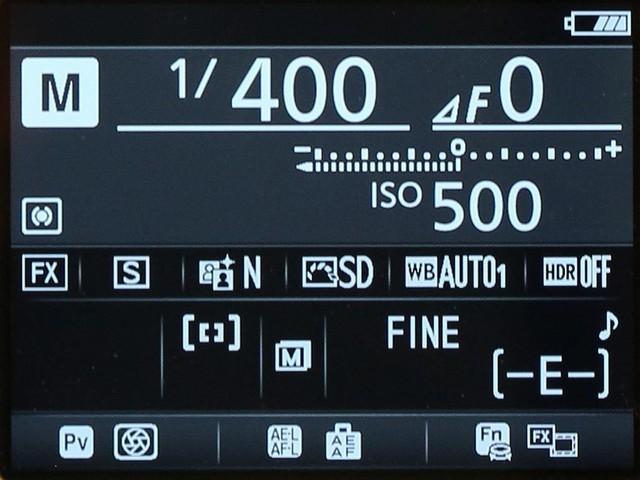 M 1/400 ⊿F0
− +
ISO 500
FX S N SD WB AUTO1 HDR OFF
[ ] FINE ♪
M [–E–]
Pv AE-L AF-L AE AF Fn FX